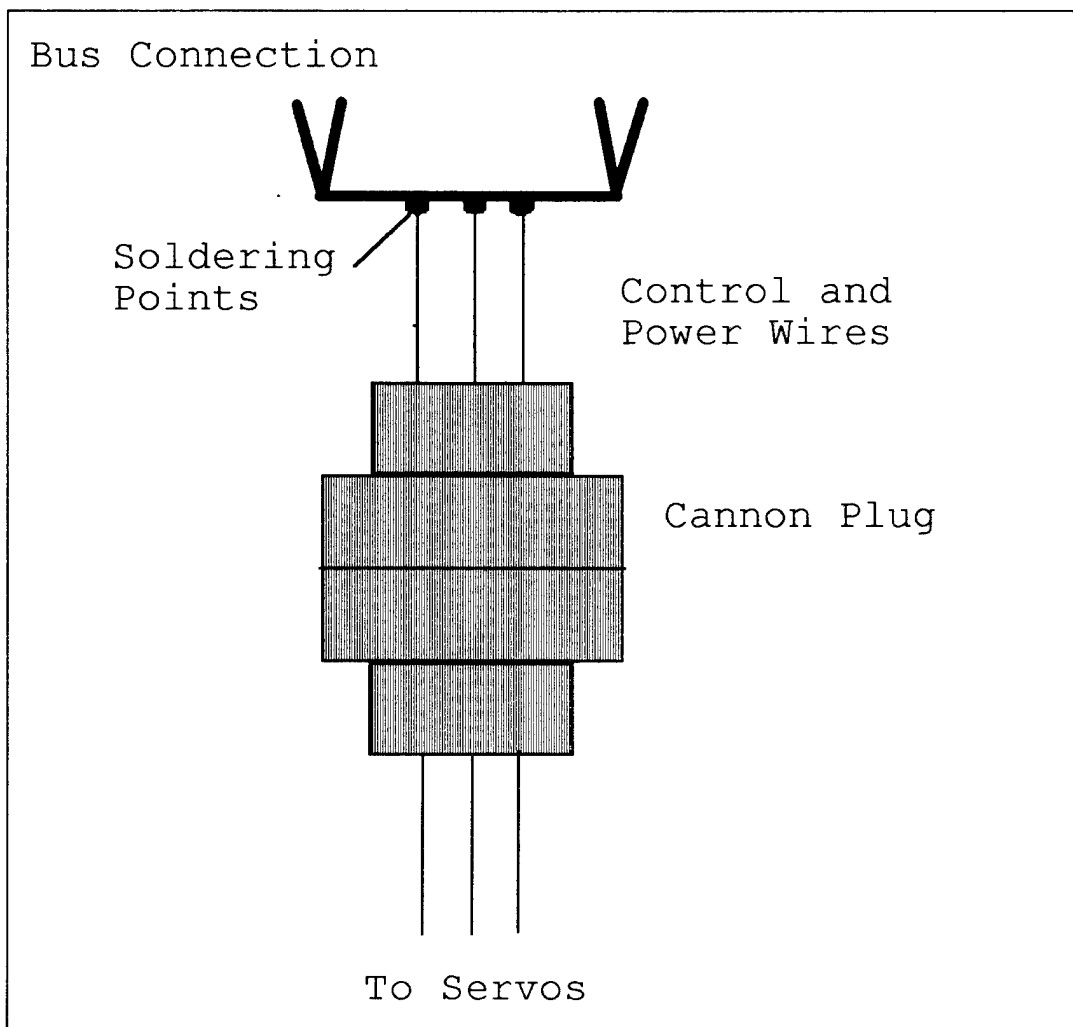 Bus Connection
Soldering
Points
Control and
Power Wires
Cannon Plug
To Servos